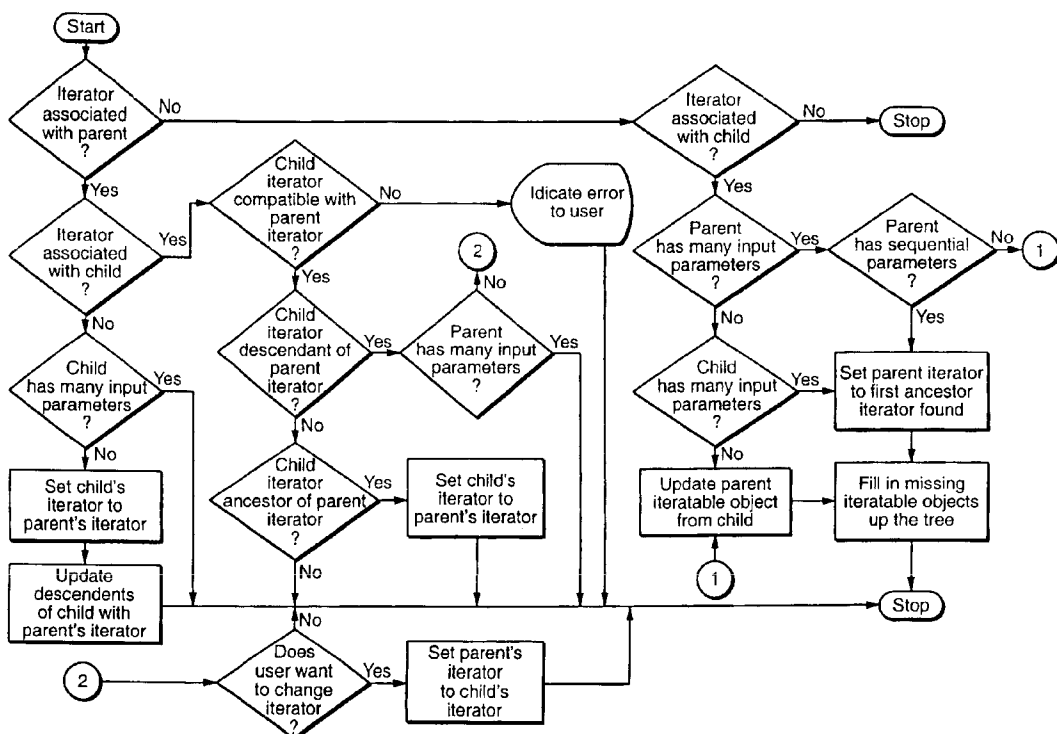 Start
Iterator
associated
with parent
?
No
Iterator
associated
with child
?
No
Stop
Yes
Iterator
associated
with child
?
Yes
Child
iterator
compatible with
parent
iterator
?
No
Idicate error
to user
Yes
Parent
has many input
parameters
?
Yes
Parent
has sequential
parameters
?
No
1
No
Child
has many input
parameters
?
Yes
Yes
Child
iterator
descendant of
parent
iterator
?
Yes
2
No
Parent
has many input
parameters
?
Yes
No
Child
has many input
parameters
?
Yes
Yes
Set parent iterator
to first ancestor
iterator found
No
Set child's
iterator to
parent's iterator
No
Child
iterator
ancestor of parent
iterator
?
Yes
Set child's
iterator to
parent's iterator
No
Update parent
iteratable object
from child
Fill in missing
iteratable objects
up the tree
Update
descendents
of child with
parent's iterator
No
1
Stop
No
2
Does
user want
to change
iterator
?
Yes
Set parent's
iterator
to child's
iterator